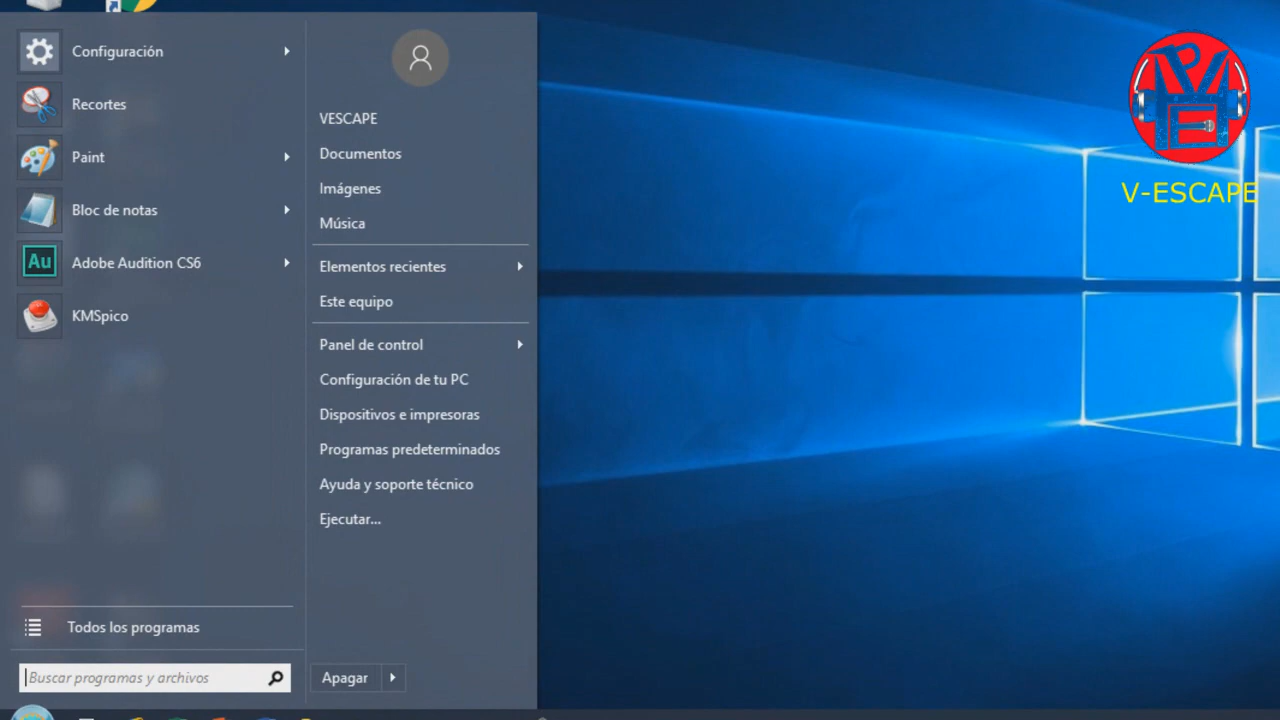 Configuración
Recortes
Paint
Bloc de notas
Au
Adobe Audition CS6
KMSpico
Todos los programas
Buscar programas y archivos
VESCAPE
Documentos
Imágenes
Música
Elementos recientes
Este equipo
Panel de control
Configuración de tu PC
Dispositivos e impresoras
Programas predeterminados
Ayuda y soporte técnico
Ejecutar...
Apagar
V-ESCAPE